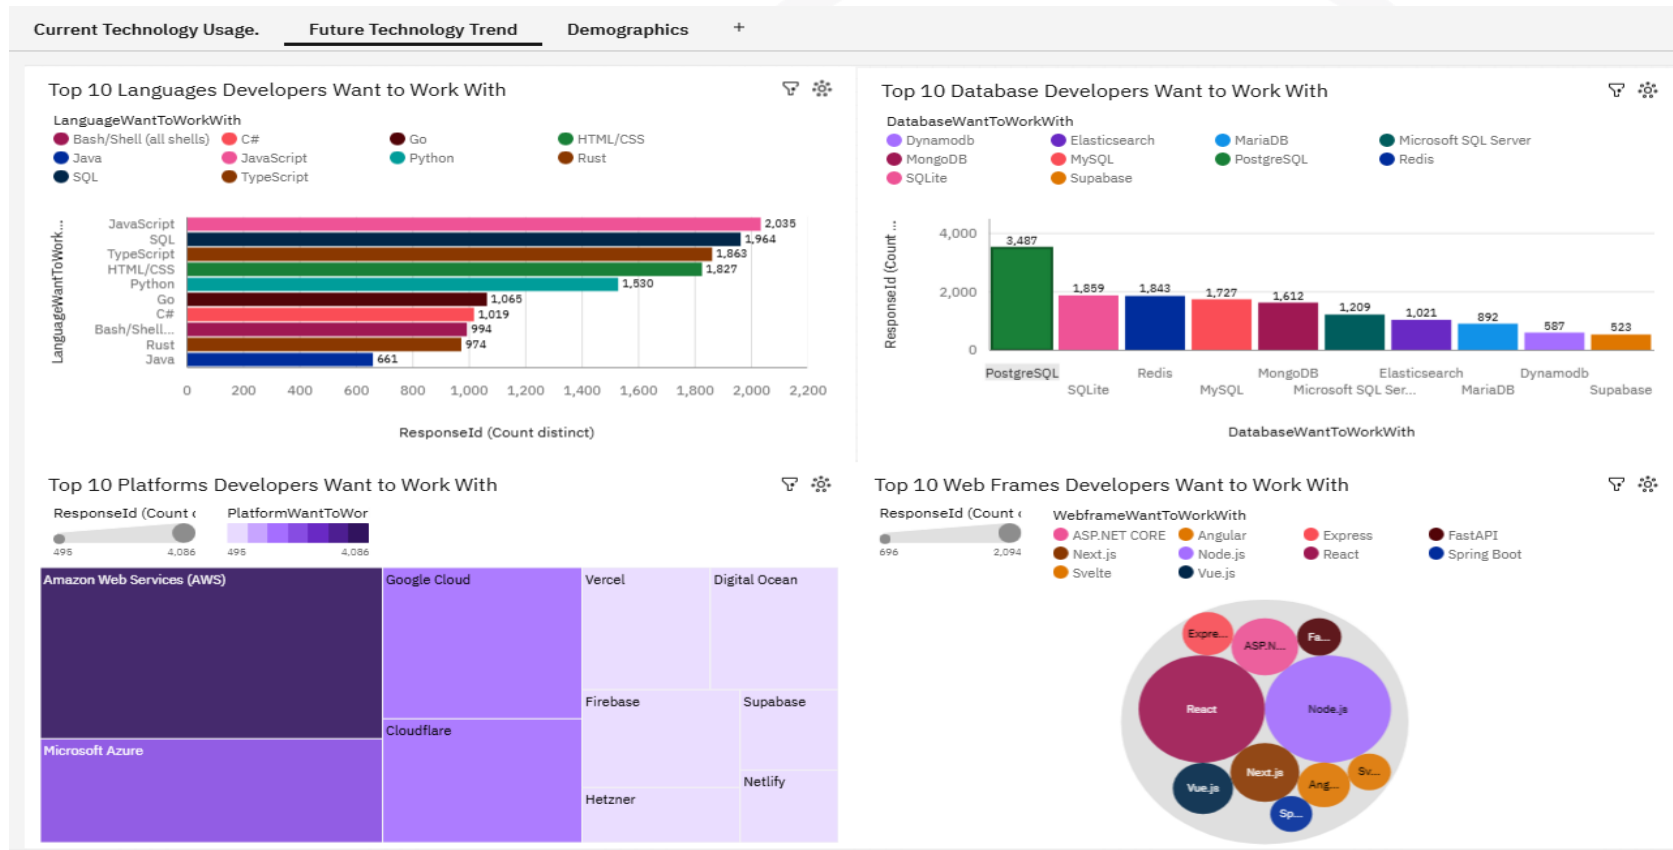 Current Technology Usage. Future Technology Trend Demographics +
Top 10 Languages Developers Want to Work With
LanguageWantToWorkWith
Bash/Shell (all shells) C# Go HTML/CSS
Java JavaScript Python Rust
SQL TypeScript
LanguageWantToWork...
JavaScript 2,035
SQL 1,964
TypeScript 1,863
HTML/CSS 1,827
Python 1,530
Go 1,065
C# 1,019
Bash/Shell... 994
Rust 974
Java 661
0 200 400 600 800 1,000 1,200 1,400 1,600 1,800 2,000 2,200
ResponseId (Count distinct)
Top 10 Database Developers Want to Work With
DatabaseWantToWorkWith
Dynamodb Elasticsearch MariaDB Microsoft SQL Server
MongoDB MySQL PostgreSQL Redis
SQLite Supabase
ResponseId (Count ...
4,000
2,000
0
3,487 1,859 1,843 1,727 1,612 1,209 1,021 892 587 523
PostgreSQL Redis MongoDB Elasticsearch Dynamodb
SQLite MySQL Microsoft SQL Ser... MariaDB Supabase
DatabaseWantToWorkWith
Top 10 Platforms Developers Want to Work With
ResponseId (Count PlatformWantToWor
495 4,086 495 4,086
Amazon Web Services (AWS) Google Cloud Vercel Digital Ocean
Firebase Supabase
Microsoft Azure Cloudflare
Netlify
Hetzner
Top 10 Web Frames Developers Want to Work With
ResponseId (Count WebframeWantToWorkWith
696 2,094
ASP.NET CORE Angular Express FastAPI
Next.js Node.js React Spring Boot
Svelte Vue.js
Expre... ASP.N... Fa...
React Node.js
Vue.js Next.js Ang... Sv...
Sp...